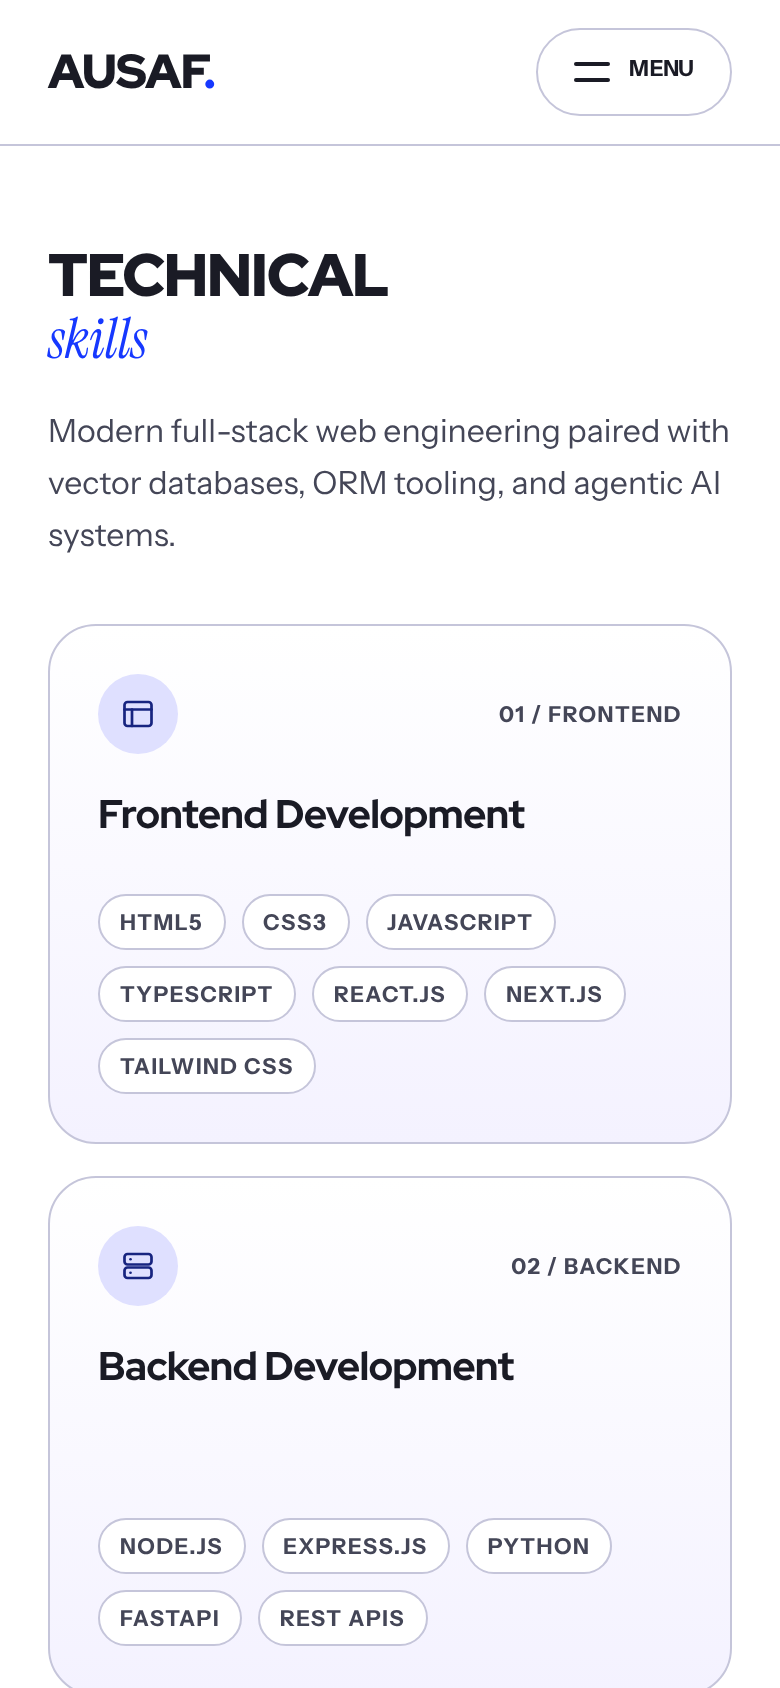 AUSAF.
MENU
TECHNICAL
skills
Modern full-stack web engineering paired with
vector databases, ORM tooling, and agentic AI
systems.
01 / FRONTEND
Frontend Development
HTML5 CSS3 JAVASCRIPT
TYPESCRIPT REACT.JS NEXT.JS
TAILWIND CSS
02 / BACKEND
Backend Development
NODE.JS EXPRESS.JS PYTHON
FASTAPI REST APIS